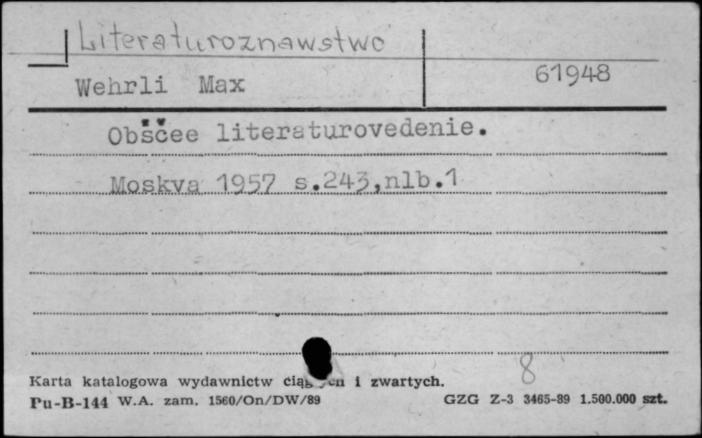 Literaturoznawstwo
Wehrli Max 61948
Obščee literaturovedenie.
Moskva 1957 s.243,nlb.1
8
Karta katalogowa wydawnictw i zwartych.
Pu-B-144 W.A. zam. 1560/On/DW/89 GZG Z-3 3465-89 1.500.000 szt.